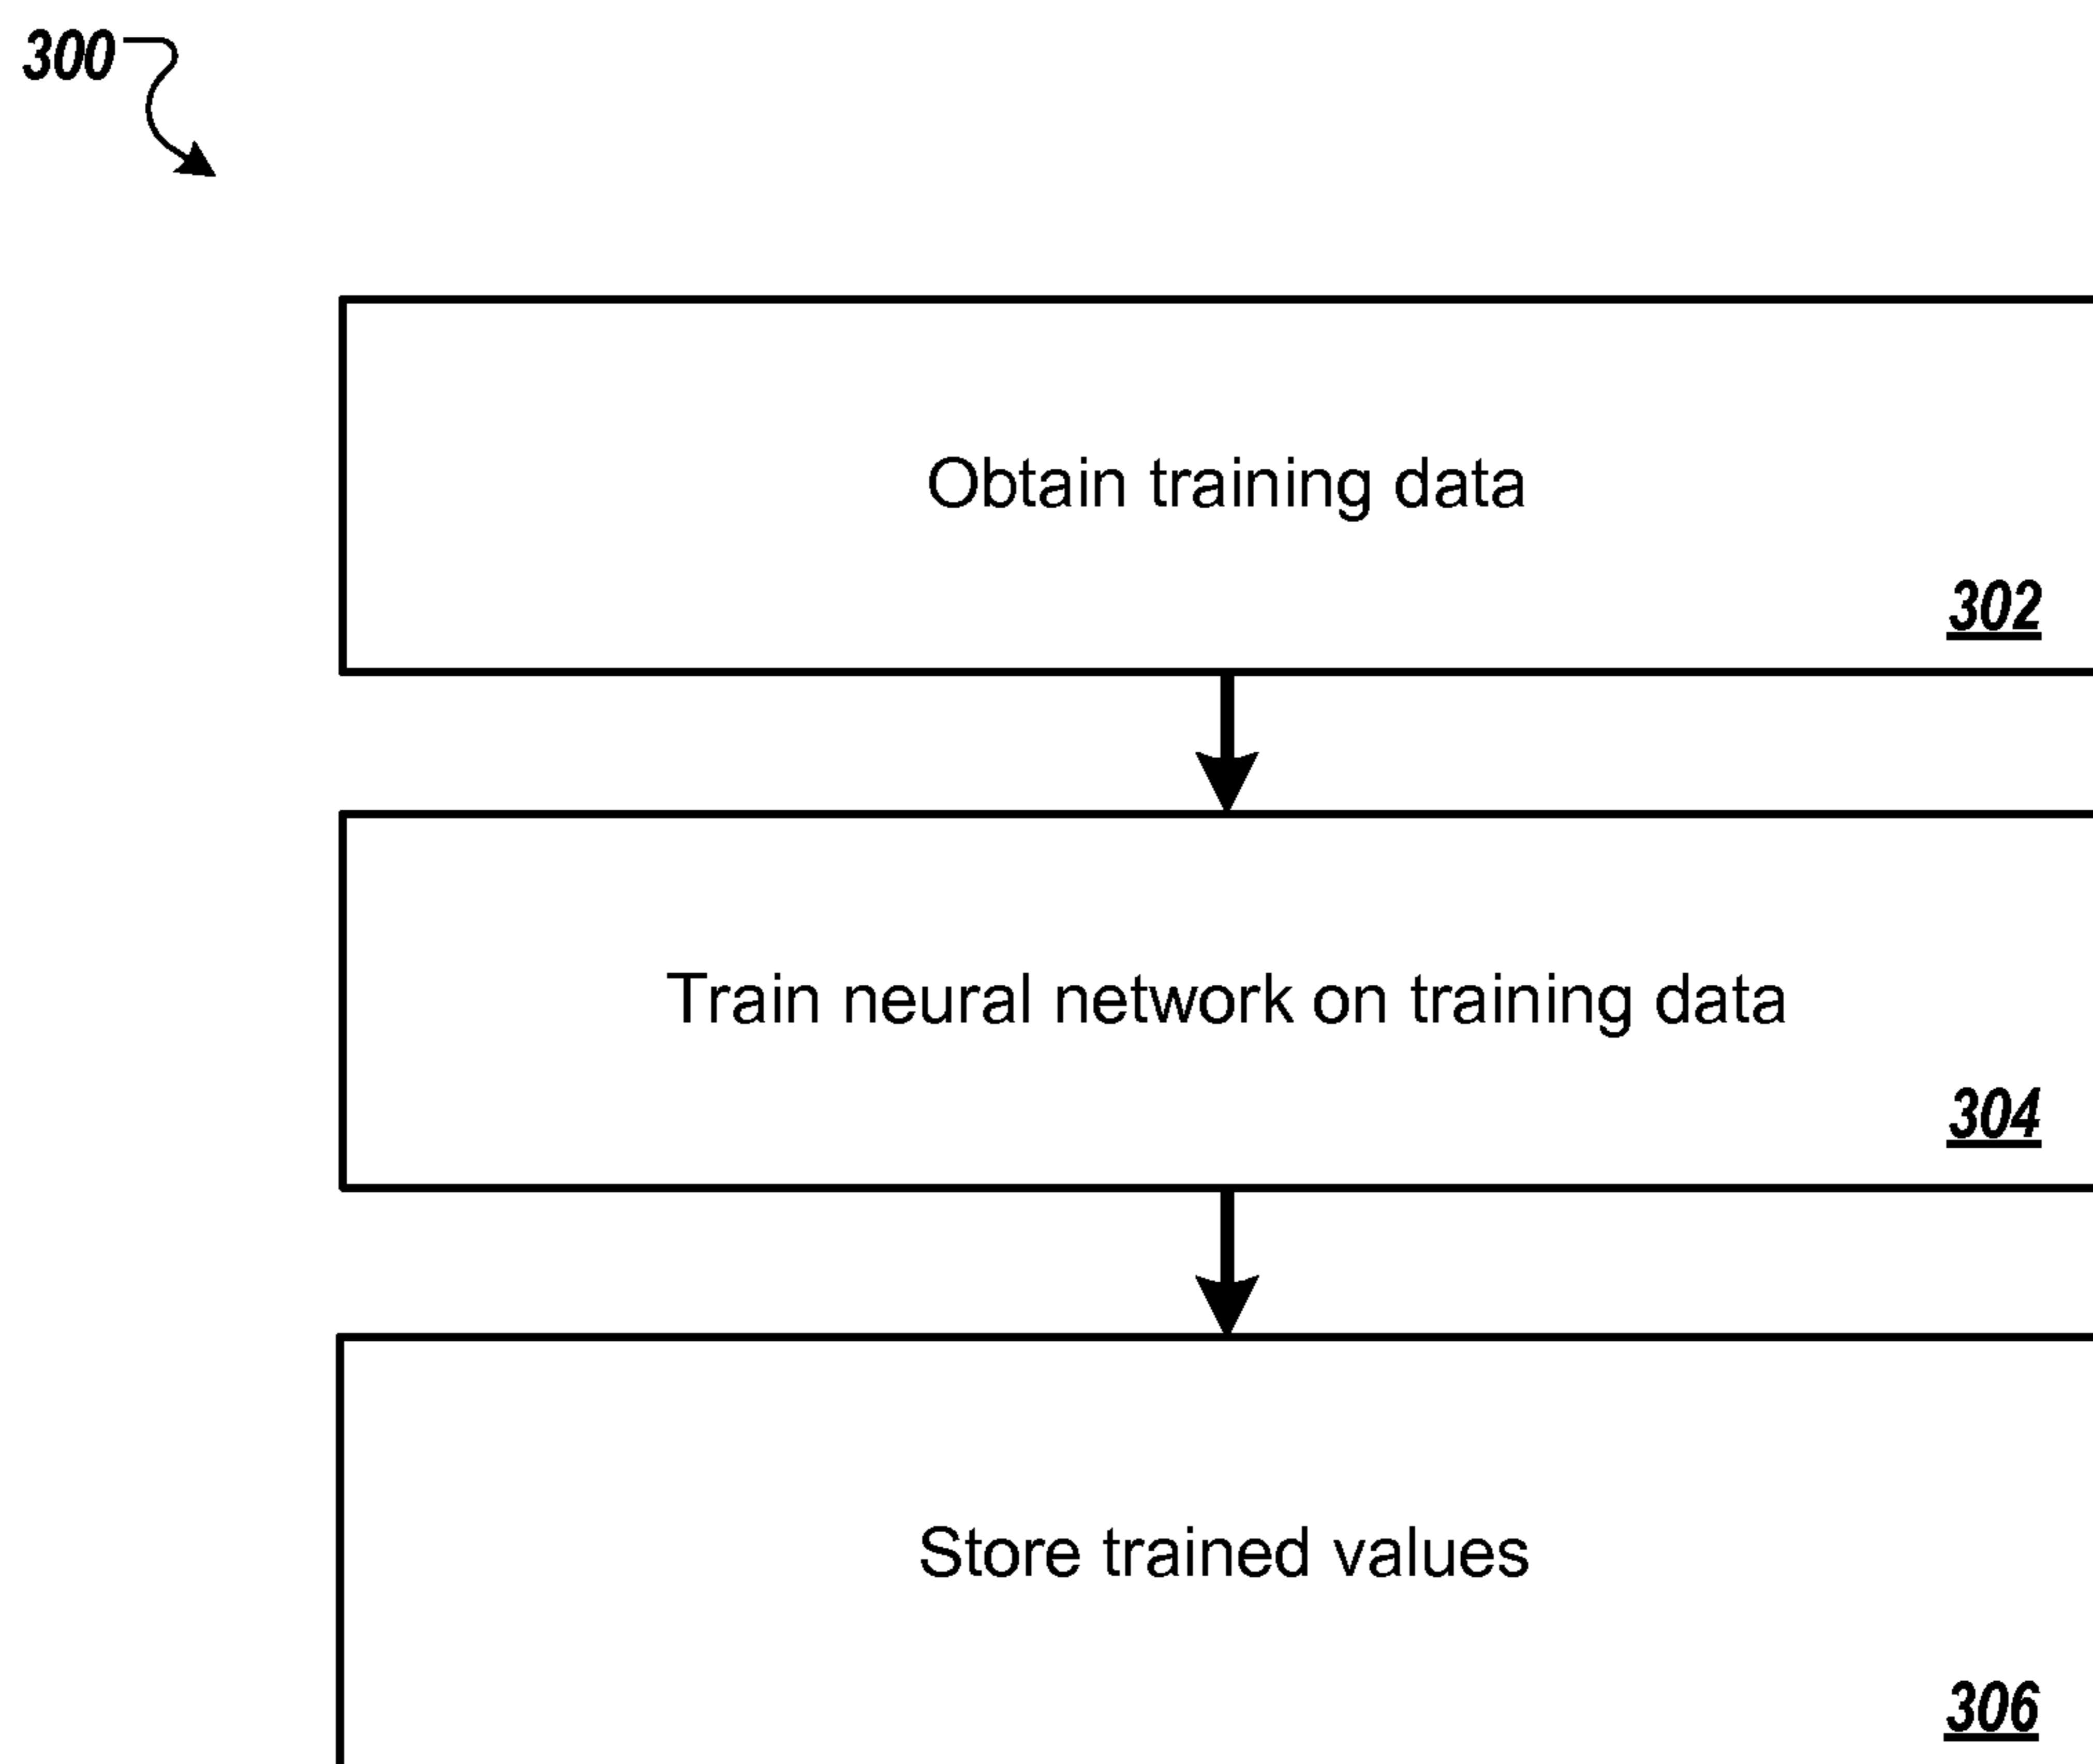 300
Obtain training data
302
Train neural network on training data
304
Store trained values
306